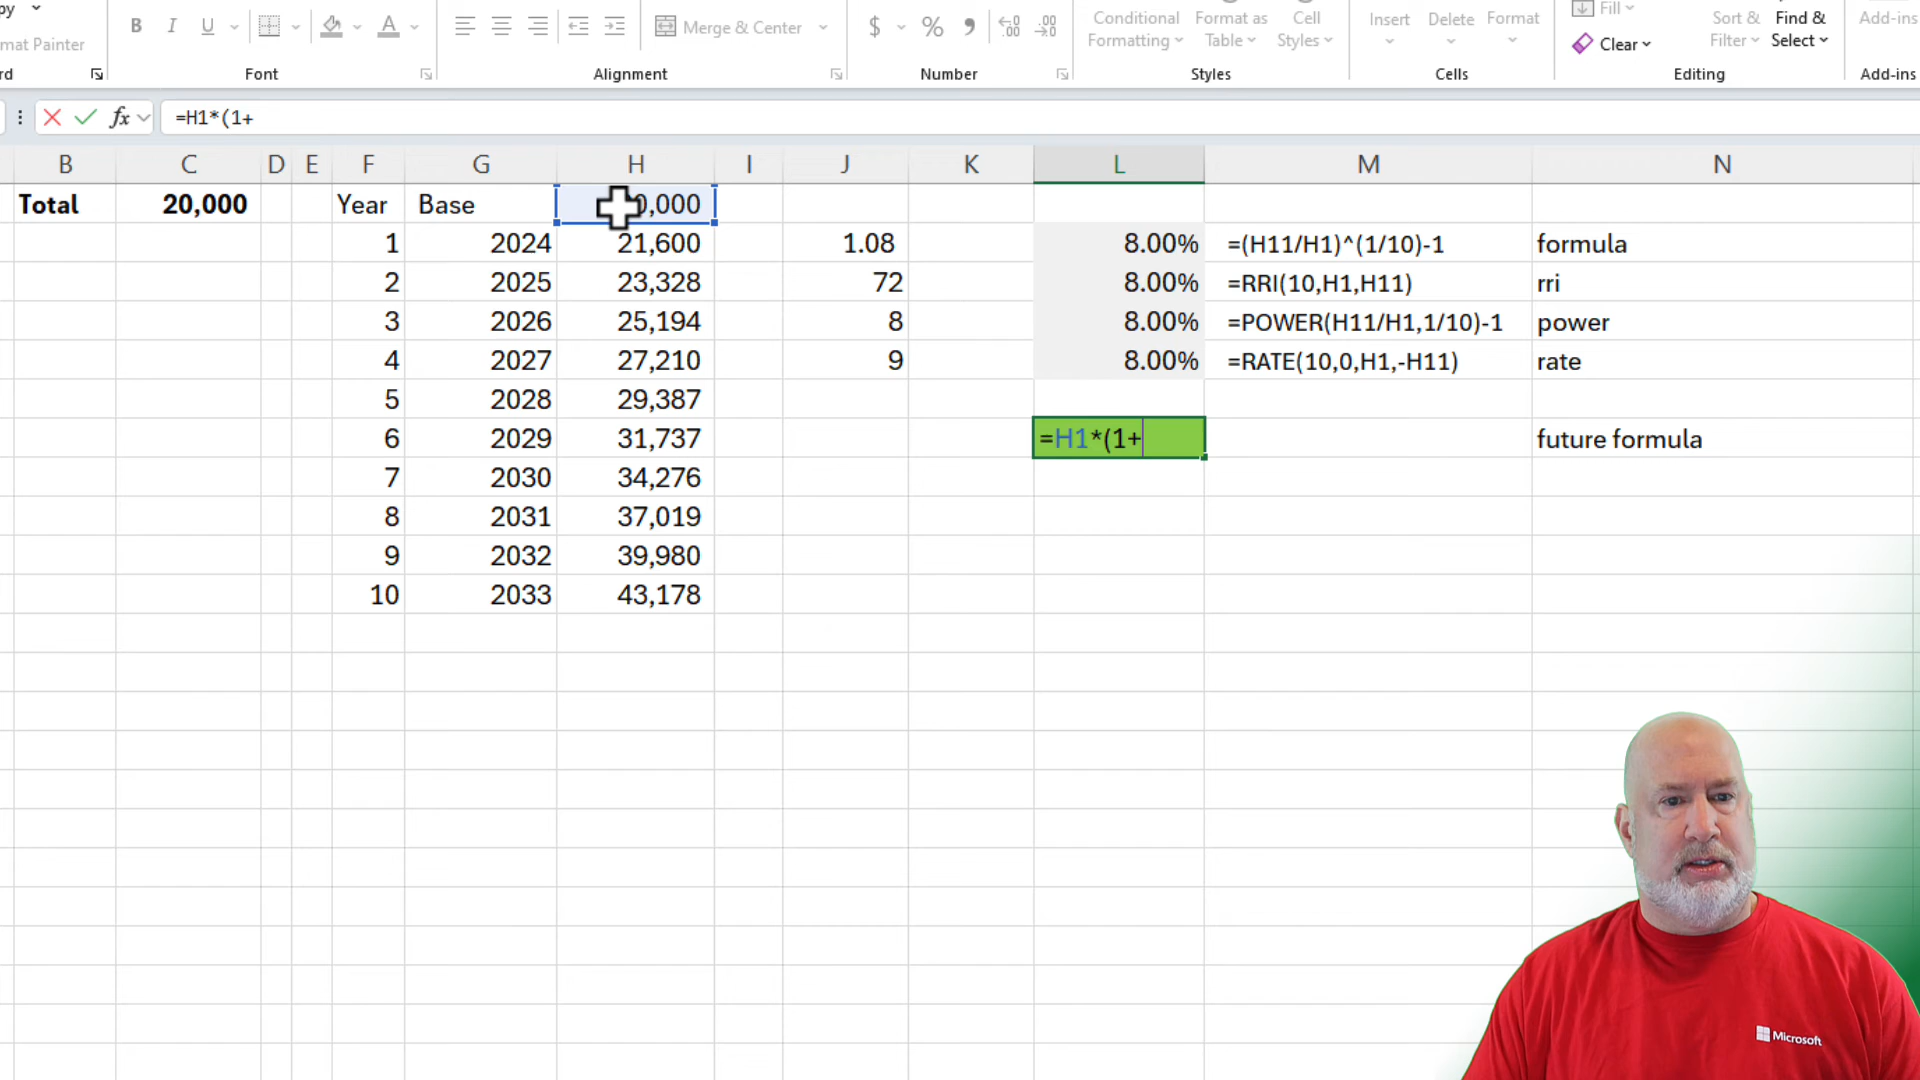 py
Fill
Conditional Format as Cell Insert Delete Format Sort & Find & Add-ins
B I U A Merge & Center $ % Formatting Table Styles Clear Filter Select
mat Painter
rd Font Alignment Number Styles Cells Editing Add-ins
fx =H1*(1+
B C D E F G H I J K L M N
Total 20,000 Year Base 0,000
1 2024 21,600 1.08 8.00% =(H11/H1)^(1/10)-1 formula
2 2025 23,328 72 8.00% =RRI(10,H1,H11) rri
3 2026 25,194 8 8.00% =POWER(H11/H1,1/10)-1 power
4 2027 27,210 9 8.00% =RATE(10,0,H1,-H11) rate
5 2028 29,387
6 2029 31,737 =H1*(1+ future formula
7 2030 34,276
8 2031 37,019
9 2032 39,980
10 2033 43,178
Microsoft